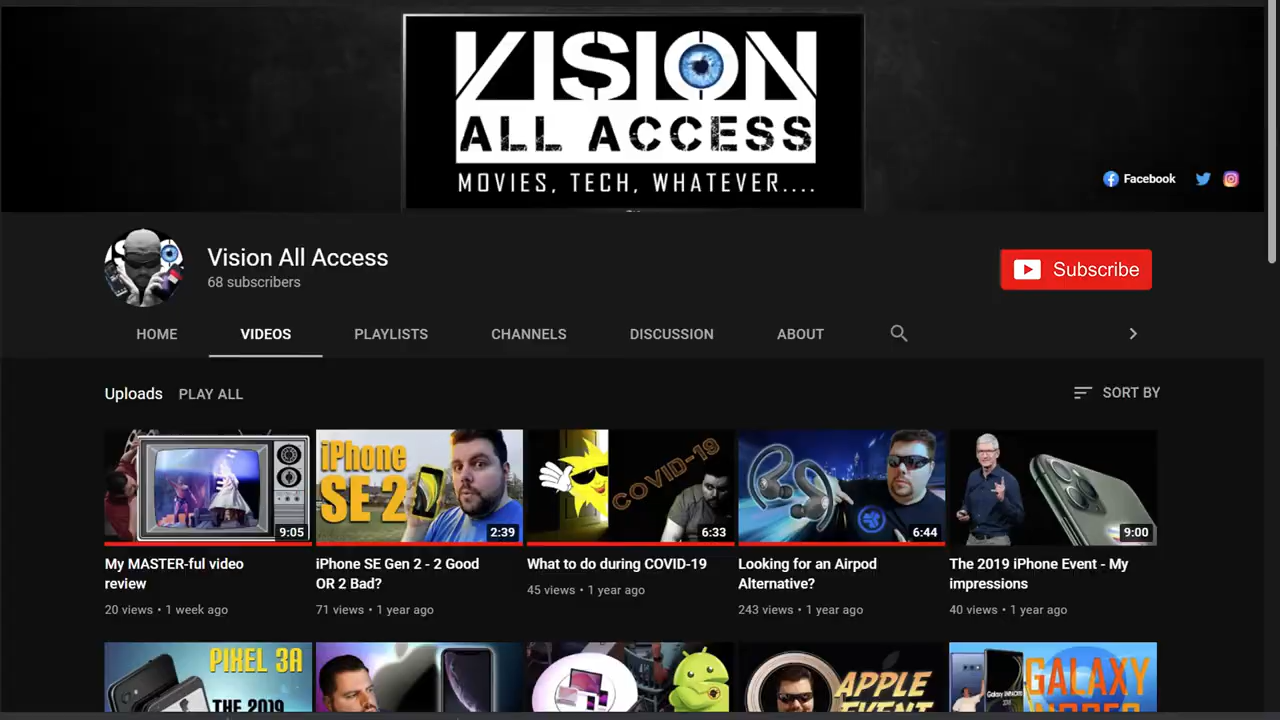 VISION
ALL ACCESS
MOVIES, TECH, WHATEVER....
Facebook
Vision All Access
68 subscribers
Subscribe
HOME VIDEOS PLAYLISTS CHANNELS DISCUSSION ABOUT
Uploads PLAY ALL SORT BY
iPhone
SE 2
COVID-19
9:05 2:39 6:33 6:44 9:00
My MASTER-ful video
review
20 views • 1 week ago
iPhone SE Gen 2 - 2 Good
OR 2 Bad?
71 views • 1 year ago
What to do during COVID-19
45 views • 1 year ago
Looking for an Airpod
Alternative?
243 views • 1 year ago
The 2019 iPhone Event - My
impressions
40 views • 1 year ago
PIXEL 3A
THE 2019
APPLE
EVENT
GALAXY